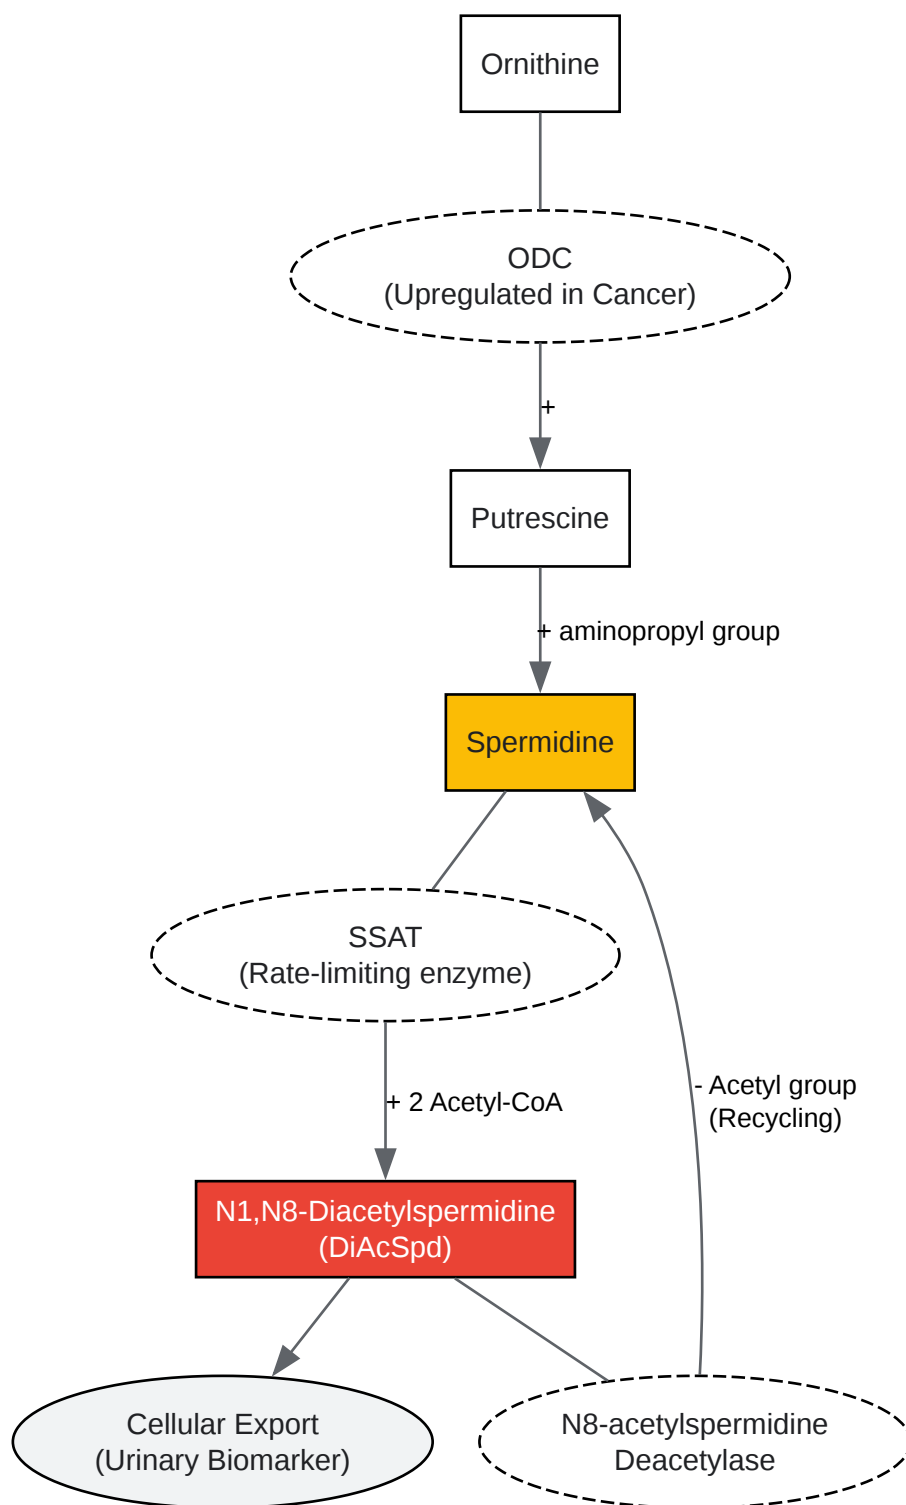 Ornithine
ODC
(Upregulated in Cancer)
+
Putrescine
+ aminopropyl group
Spermidine
SSAT
(Rate-limiting enzyme)
- Acetyl group
(Recycling)
+ 2 Acetyl-CoA
N1,N8-Diacetylspermidine
(DiAcSpd)
Cellular Export
(Urinary Biomarker)
N8-acetylspermidine
Deacetylase